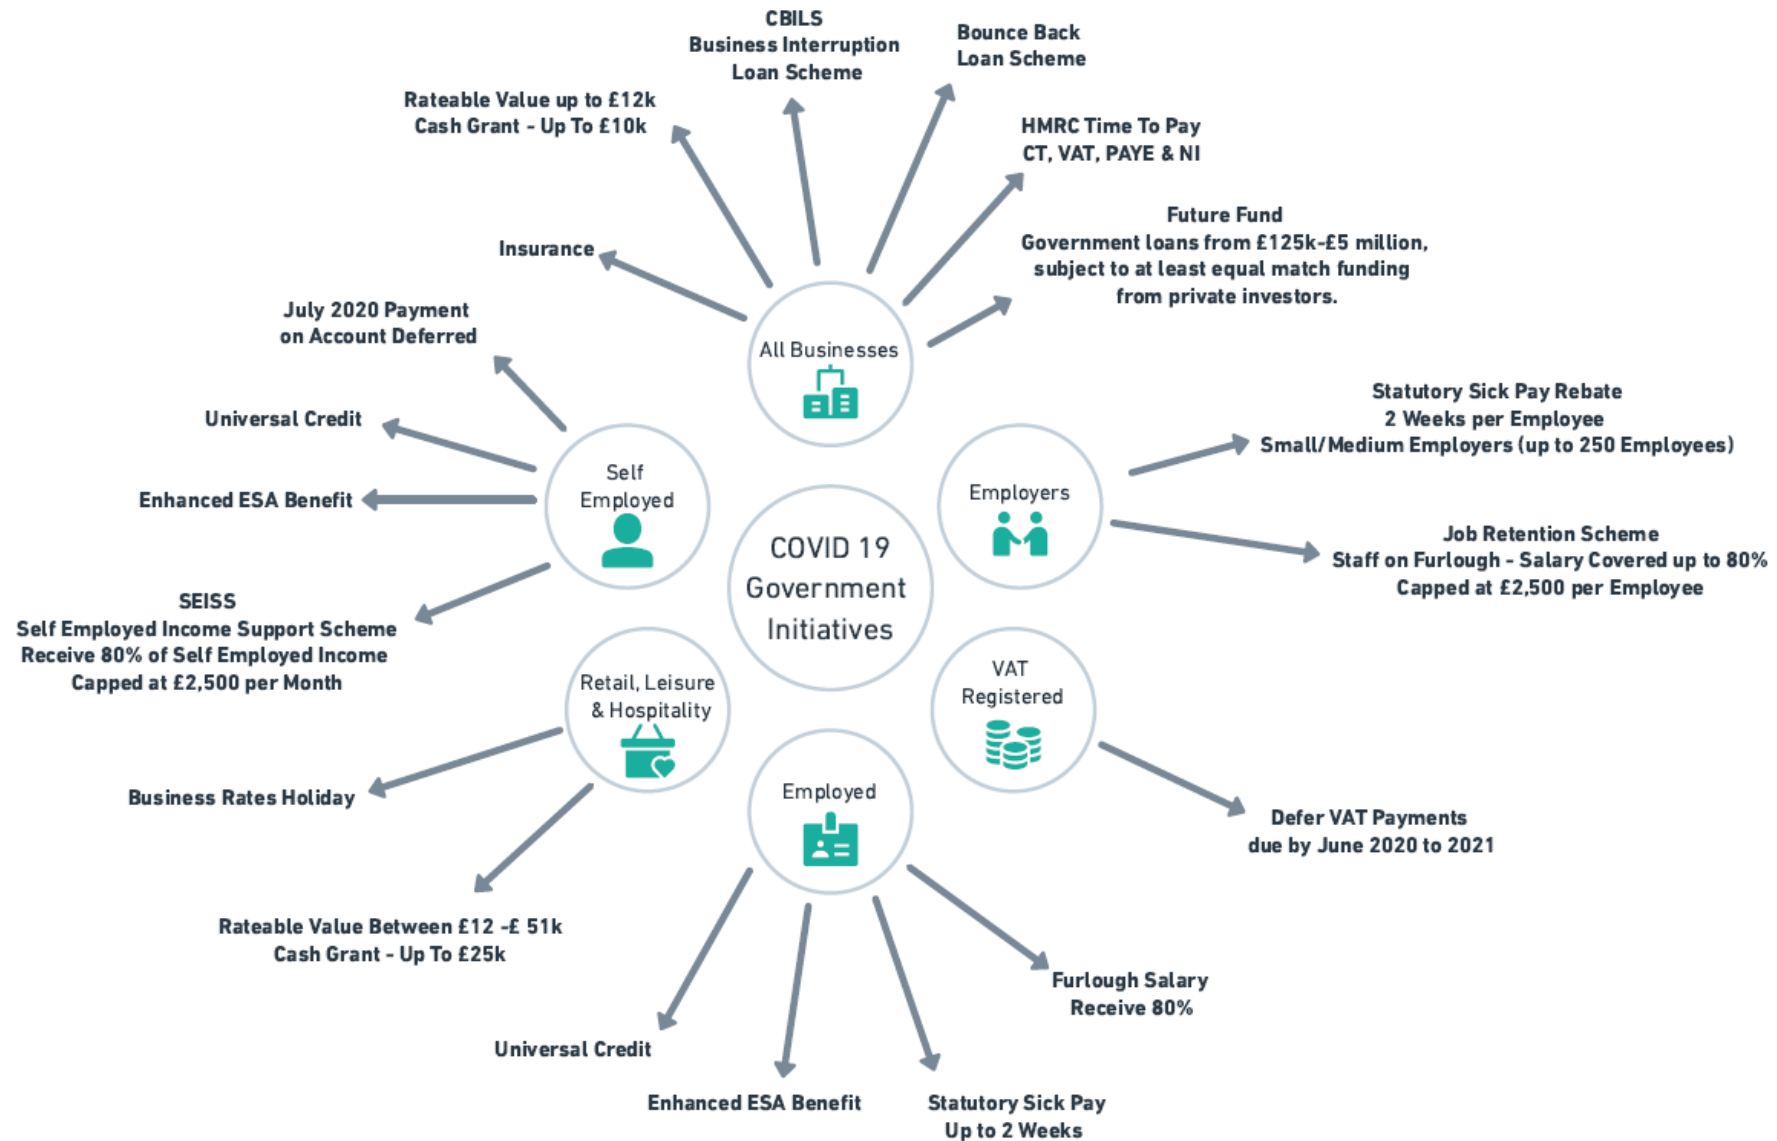 CBILS
Business Interruption
Loan Scheme
Bounce Back
Loan Scheme
Rateable Value up to £12k
Cash Grant - Up To £10k
HMRC Time To Pay
CT, VAT, PAYE & NI
Future Fund
Government loans from £125k-£5 million,
subject to at least equal match funding
from private investors.
Insurance
All Businesses
July 2020 Payment
on Account Deferred
Universal Credit
Enhanced ESA Benefit
Self
Employed
SEISS
Self Employed Income Support Scheme
Receive 80% of Self Employed Income
Capped at £2,500 per Month
Employers
Statutory Sick Pay Rebate
2 Weeks per Employee
Small/Medium Employers (up to 250 Employees)
Job Retention Scheme
Staff on Furlough - Salary Covered up to 80%
Capped at £2,500 per Employee
COVID 19
Government
Initiatives
Retail, Leisure
& Hospitality
Business Rates Holiday
Rateable Value Between £12 -£ 51k
Cash Grant - Up To £25k
VAT
Registered
Defer VAT Payments
due by June 2020 to 2021
Employed
Furlough Salary
Receive 80%
Universal Credit
Enhanced ESA Benefit
Statutory Sick Pay
Up to 2 Weeks